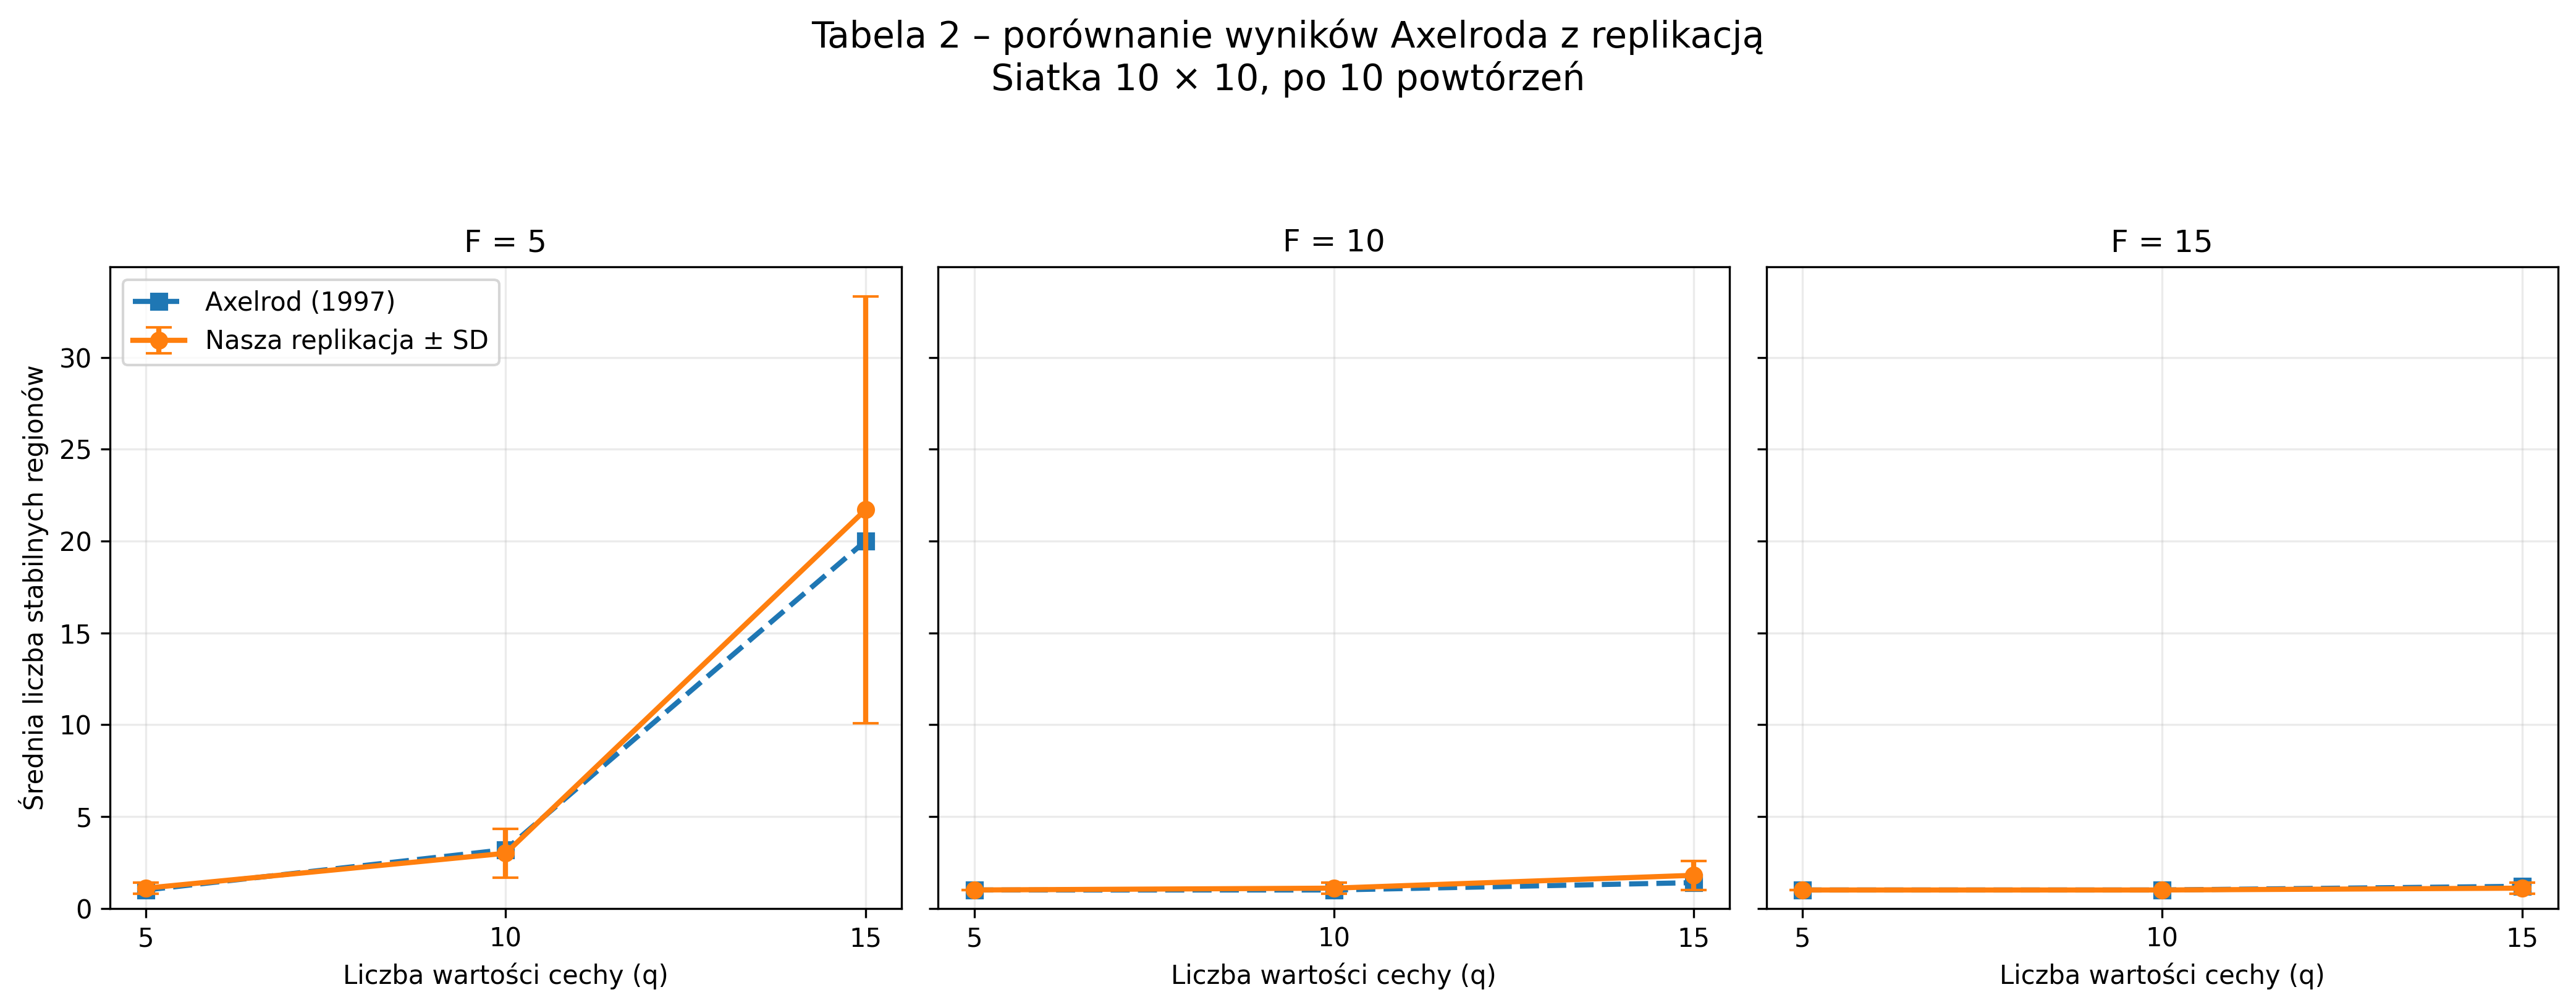 Tabela 2 – porównanie wyników Axelroda z replikacją
Siatka 10 × 10, po 10 powtórzeń
F = 5
F = 10
F = 15
Axelrod (1997)
Nasza replikacja ± SD
Średnia liczba stabilnych regionów
30
25
20
15
10
5
0
5 10 15
5 10 15
5 10 15
Liczba wartości cechy (q)
Liczba wartości cechy (q)
Liczba wartości cechy (q)